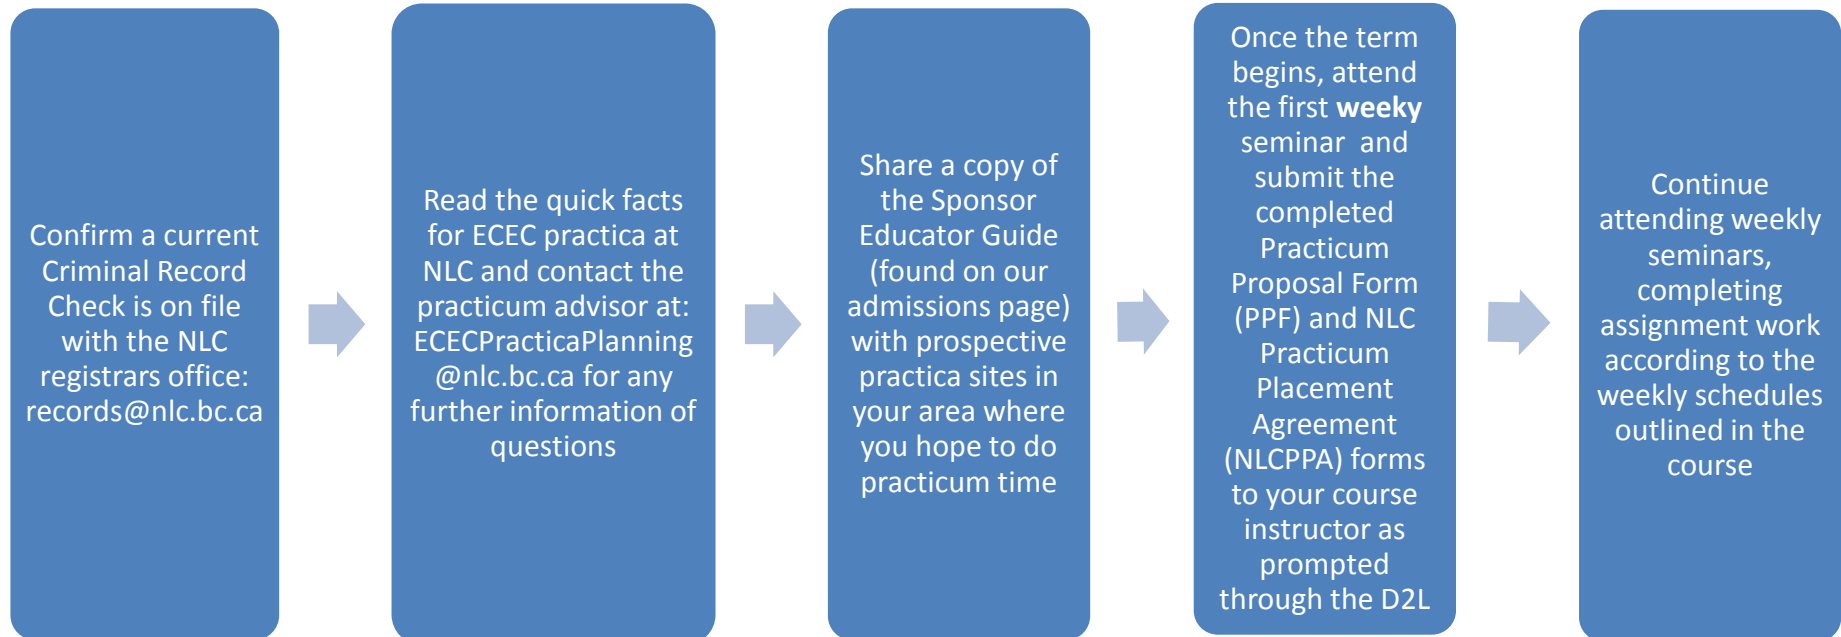 Confirm a current
Criminal Record
Check is on file
with the NLC
registrars office:
records@nlc.bc.ca
Read the quick facts
for ECEC practica at
NLC and contact the
practicum advisor at:
ECECPracticaPlanning
@nlc.bc.ca for any
further information of
questions
Share a copy of
the Sponsor
Educator Guide
(found on our
admissions page)
with prospective
practica sites in
your area where
you hope to do
practicum time
Once the term
begins, attend
the first weeky
seminar and
submit the
completed
Practicum
Proposal Form
(PPF) and NLC
Practicum
Placement
Agreement
(NLCPPA) forms
to your course
instructor as
prompted
through the D2L
Continue
attending weekly
seminars,
completing
assignment work
according to the
weekly schedules
outlined in the
course